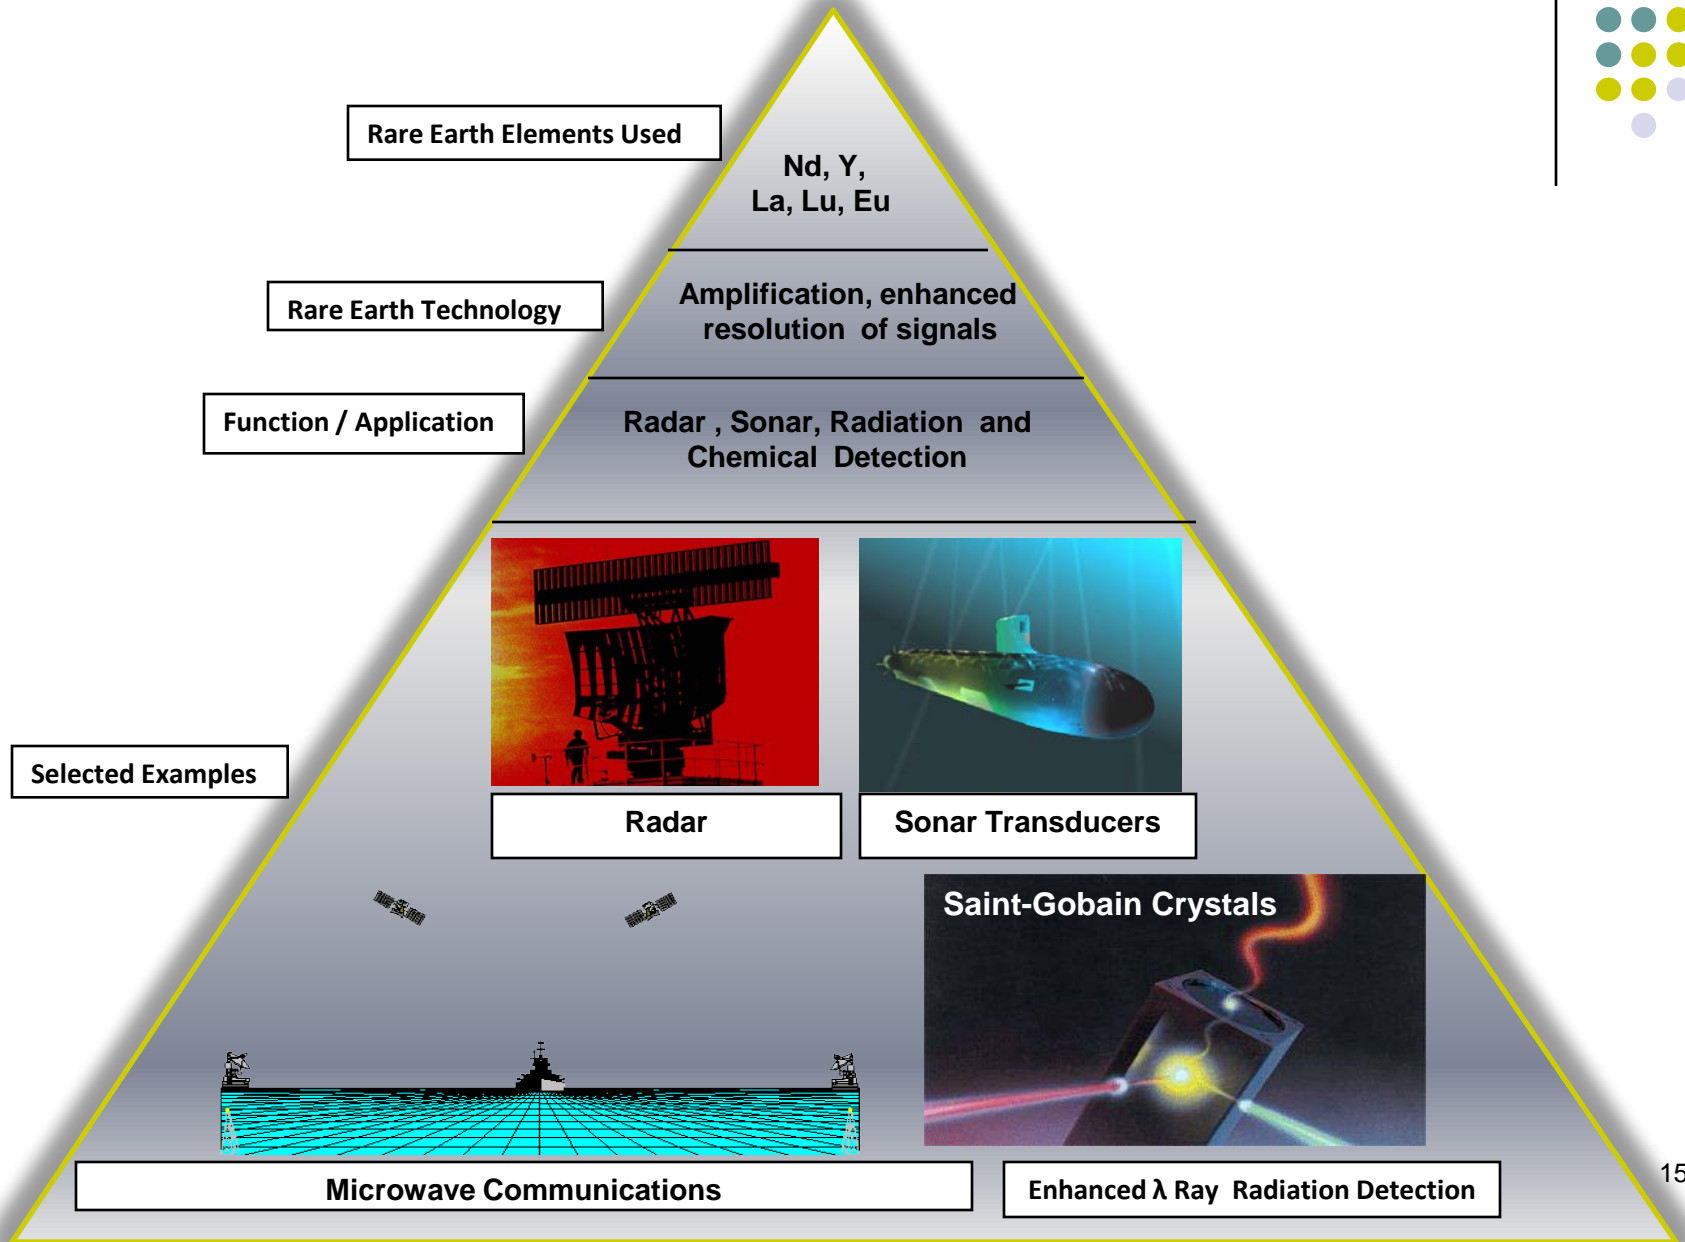 Rare Earth Elements Used
Nd, Y,
La, Lu, Eu
Rare Earth Technology
Amplification, enhanced
resolution of signals
Function / Application
Radar , Sonar, Radiation and
Chemical Detection
Selected Examples
Radar
Sonar Transducers
Saint-Gobain Crystals
Microwave Communications
Enhanced λ Ray Radiation Detection
15